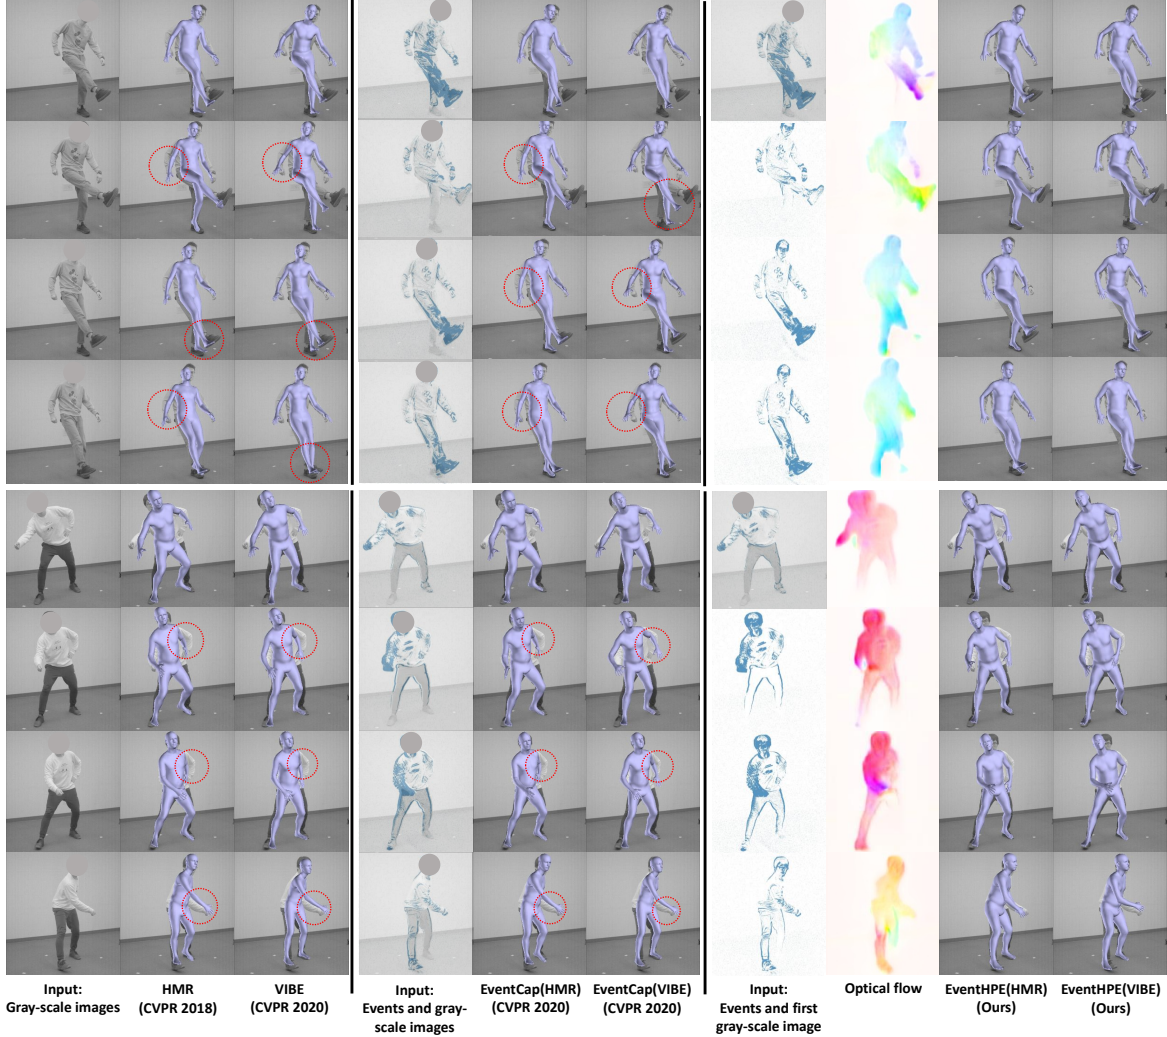 Input:
Gray-scale images
HMR
(CVPR 2018)
VIBE
(CVPR 2020)
Input:
Events and gray-
scale images
EventCap(HMR)
(CVPR 2020)
EventCap(VIBE)
(CVPR 2020)
Input:
Events and first
gray-scale image
Optical flow
EventHPE(HMR)
(Ours)
EventHPE(VIBE)
(Ours)